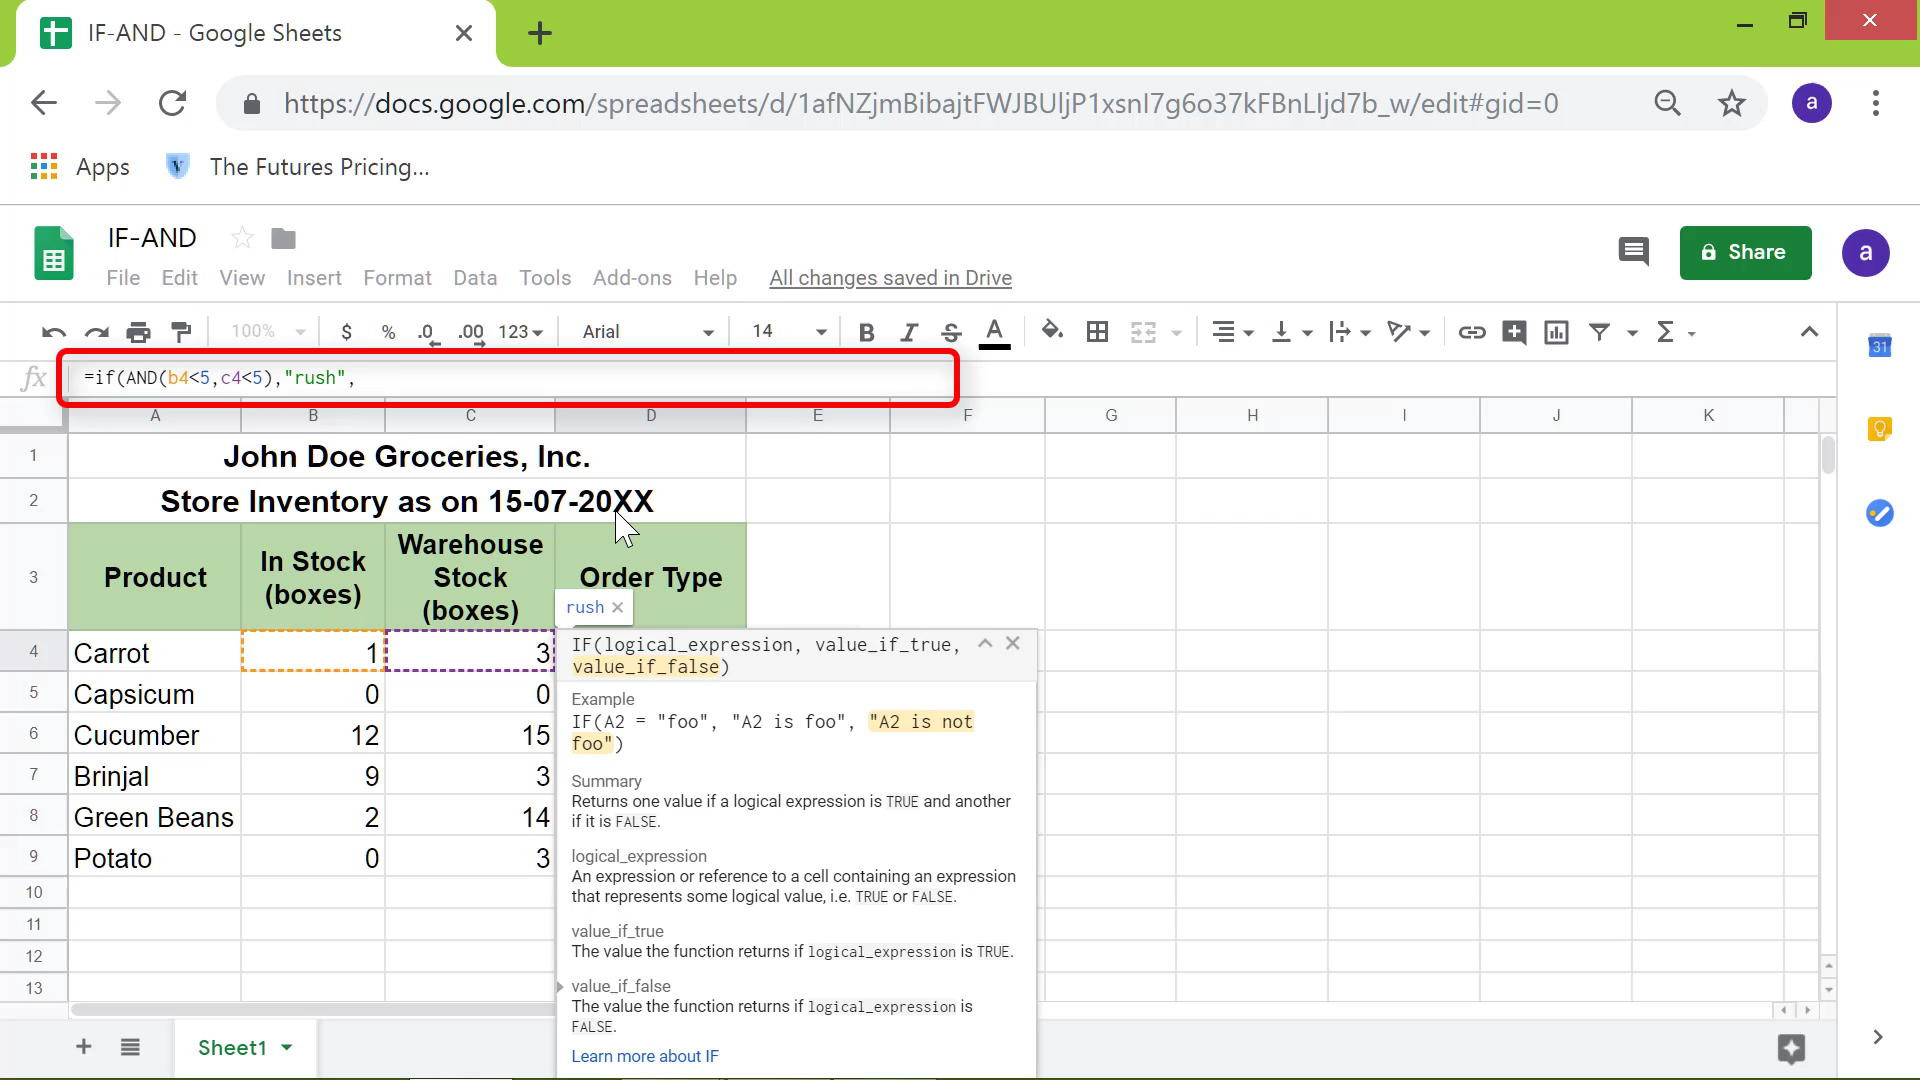 IF-AND - Google Sheets
https://docs.google.com/spreadsheets/d/1afNZjmBibajtFWJBUljP1xsnI7g6o37kFBnLIjd7b_w/edit#gid=0
a
Apps
The Futures Pricing...
IF-AND
File Edit View Insert Format Data Tools Add-ons Help All changes saved in Drive
Share
a
100% $ % .0 .00 123 Arial 14 B I S A Σ
31
fx =if(AND(b4<5,c4<5),"rush",
A B C D E F G H I J K
1 John Doe Groceries, Inc.
2 Store Inventory as on 15-07-20XX
3 Product In Stock (boxes) Warehouse Stock (boxes) Order Type
rush
4 Carrot 1 3
5 Capsicum 0 0
6 Cucumber 12 15
7 Brinjal 9 3
8 Green Beans 2 14
9 Potato 0 3
10
11
12
13
IF(logical_expression, value_if_true,
value_if_false)
Example
IF(A2 = "foo", "A2 is foo", "A2 is not
foo")
Summary
Returns one value if a logical expression is TRUE and another
if it is FALSE.
logical_expression
An expression or reference to a cell containing an expression
that represents some logical value, i.e. TRUE or FALSE.
value_if_true
The value the function returns if logical_expression is TRUE.
value_if_false
The value the function returns if logical_expression is
FALSE.
Learn more about IF
Sheet1